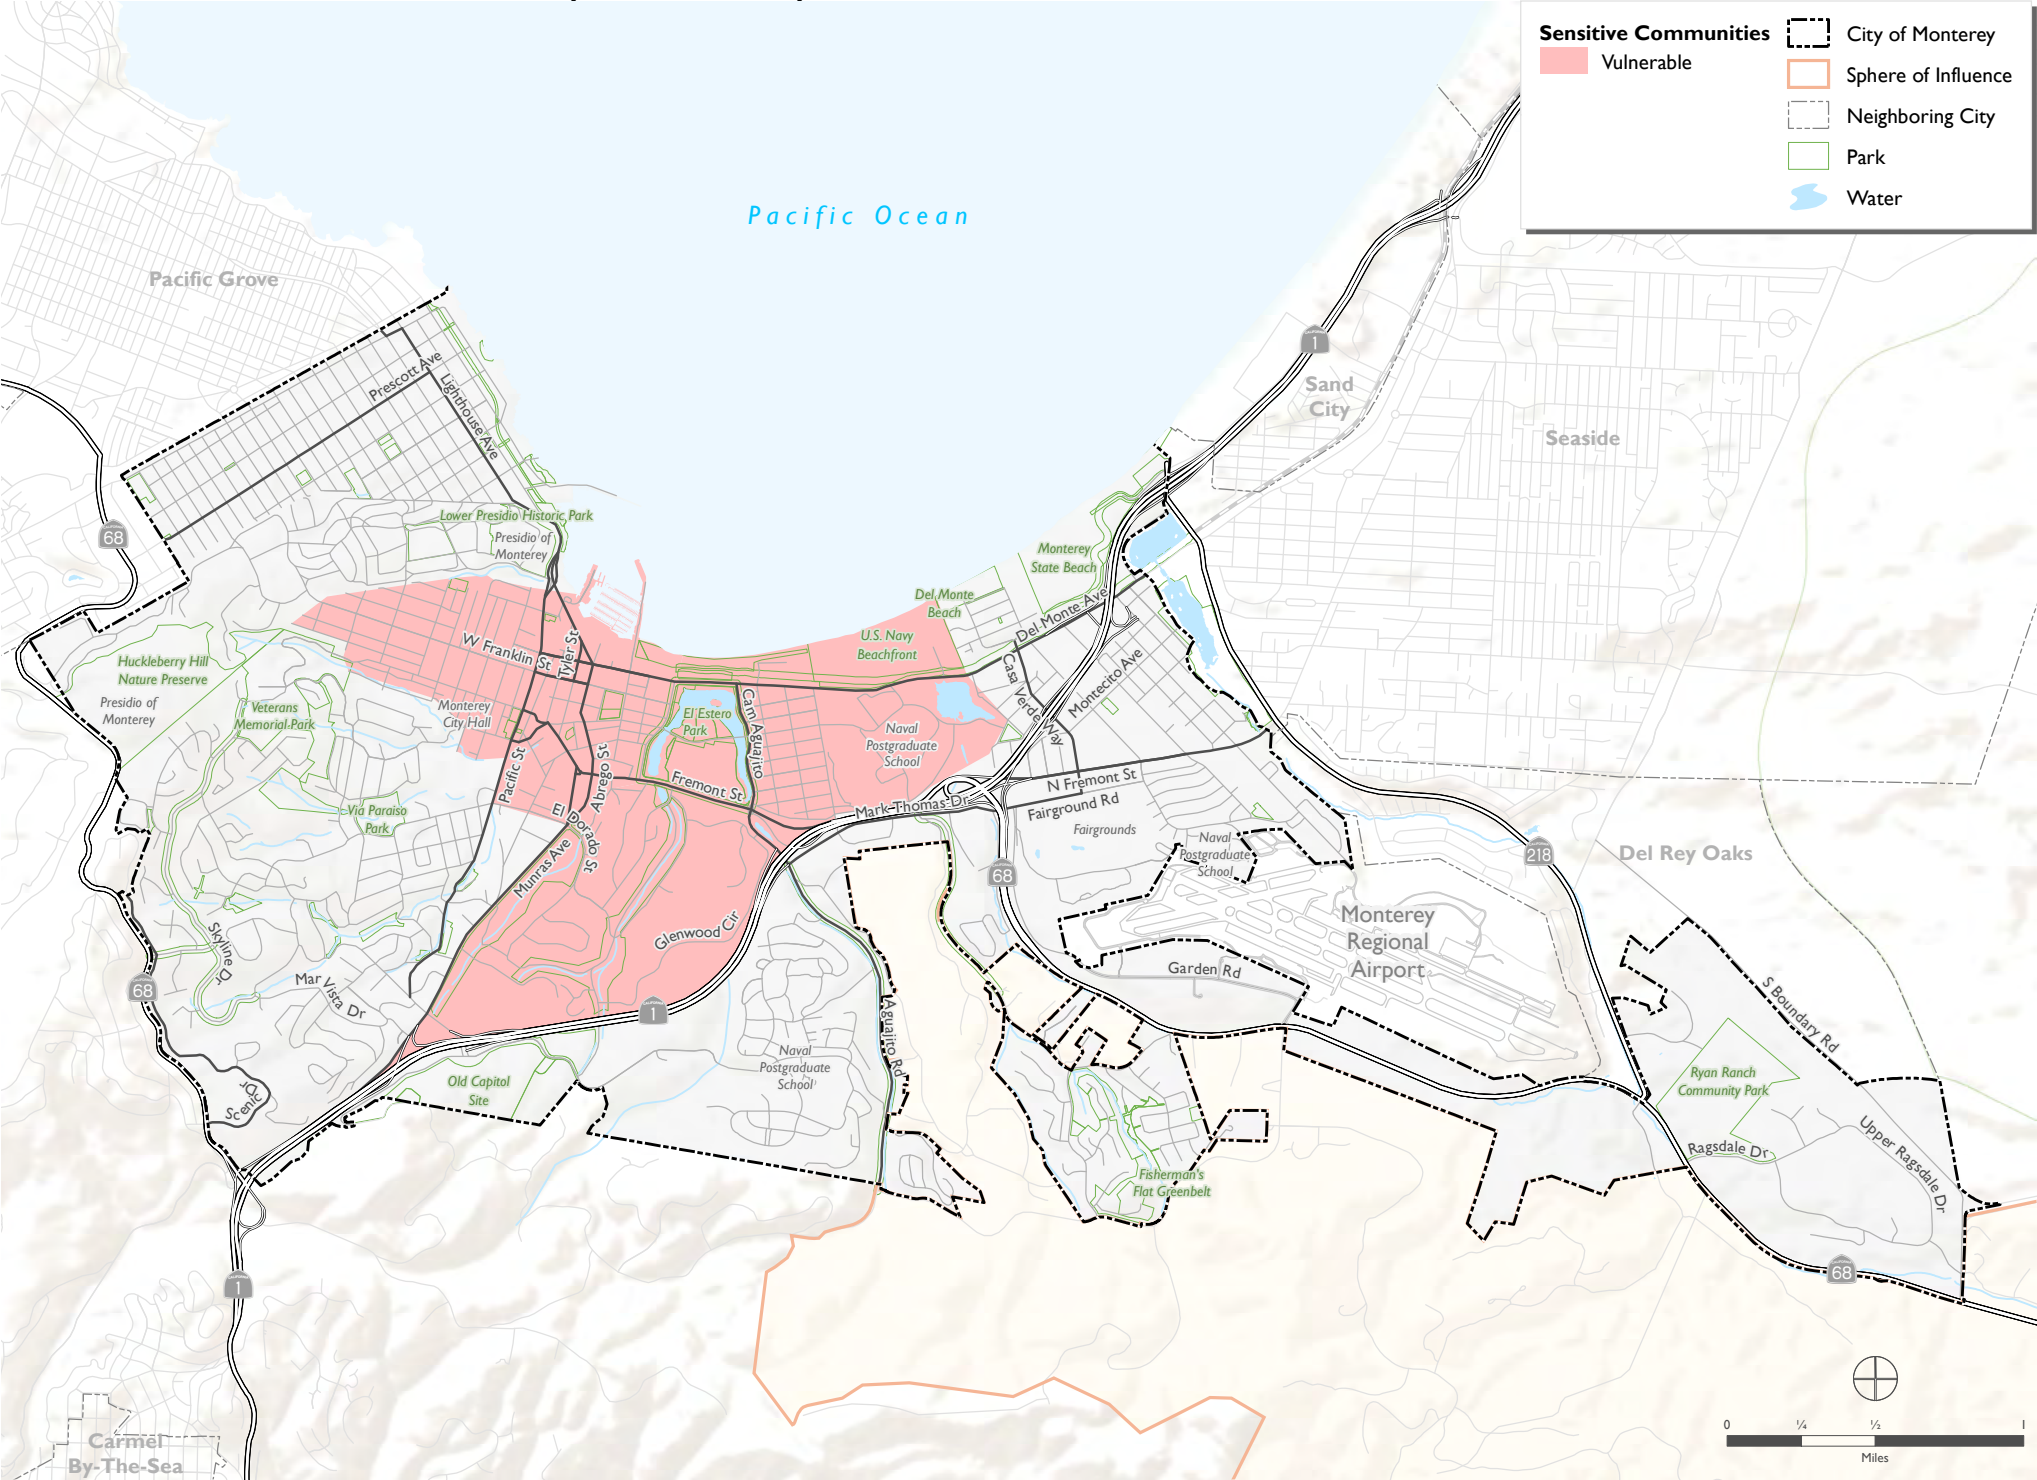 Sensitive Communities
Vulnerable
City of Monterey
Sphere of Influence
Neighboring City
Park
Water
Pacific Ocean
Pacific Grove
CALIFORNIA
1
Sand
City
Seaside
Prescott Ave
Lighthouse Ave
68
Lower Presidio Historic Park
Presidio of
Monterey
Monterey
State Beach
Del Monte
Beach
Del Monte Ave
U.S. Navy
Beachfront
W Franklin St
Tyler St
Huckleberry Hill
Nature Preserve
Presidio of
Monterey
Veterans
Memorial Park
Monterey
City Hall
El Estero
Park
Cam Aguajito
Casa Verde Way
Montecito Ave
Naval
Postgraduate
School
Pacific St
Abrego St
Fremont St
N Fremont St
Mark Thomas Dr
Fairground Rd
Fairgrounds
Via Paraiso
Park
El Dorado St
Munras Ave
Naval
Postgraduate
School
218
Del Rey Oaks
68
Glenwood Cir
Monterey
Regional
Airport
Skyline Dr
Mar Vista Dr
68
Garden Rd
S Boundary Rd
1
Aguajito Rd
Naval
Postgraduate
School
Old Capitol
Site
Scenic Dr
Ryan Ranch
Community Park
Ragsdale Dr
Upper Ragsdale Dr
Fisherman's
Flat Greenbelt
68
1
Carmel
By-The-Sea
0
¼
½
1
Miles